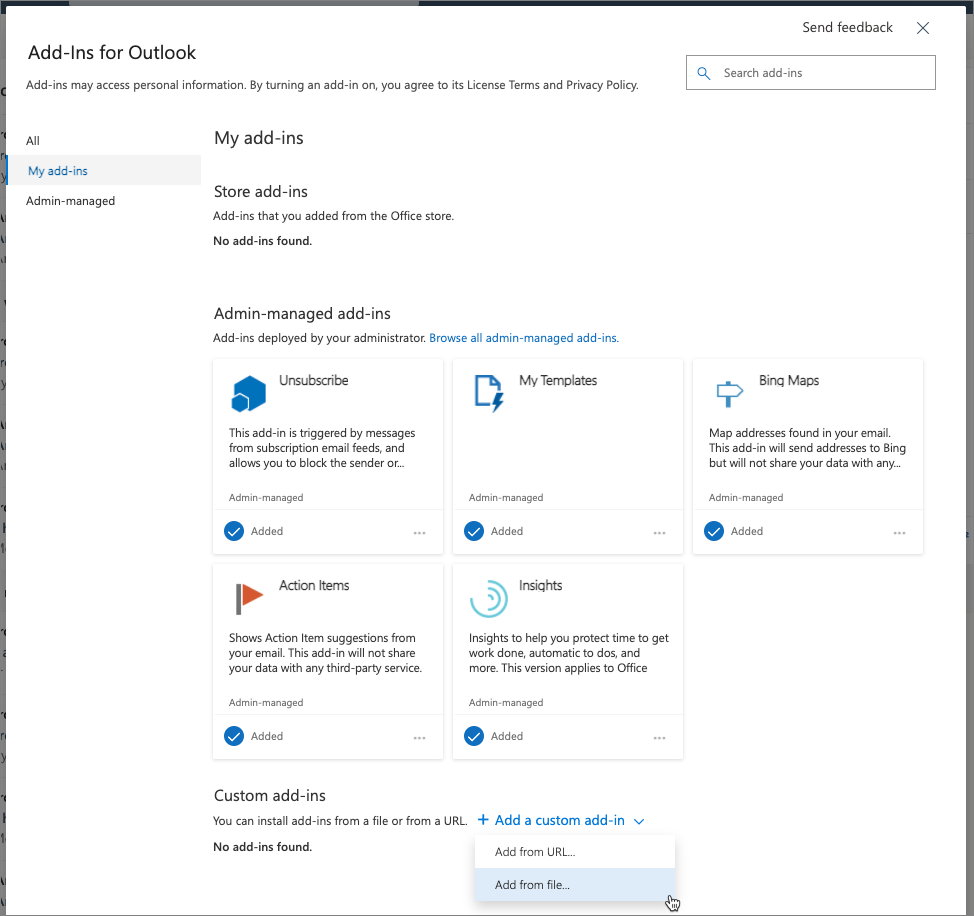 Send feedback
Add-Ins for Outlook
Add-ins may access personal information. By turning an add-in on, you agree to its License Terms and Privacy Policy.
Search add-ins
All
My add-ins
Admin-managed
My add-ins
Store add-ins
Add-ins that you added from the Office store.
No add-ins found.
Admin-managed add-ins
Add-ins deployed by your administrator. Browse all admin-managed add-ins.
Unsubscribe
This add-in is triggered by messages
from subscription email feeds, and
allows you to block the sender or...
Admin-managed
Added
My Templates
Admin-managed
Added
Bing Maps
Map addresses found in your email.
This add-in will send addresses to Bing
but will not share your data with any...
Admin-managed
Added
Action Items
Shows Action Item suggestions from
your email. This add-in will not share
your data with any third-party service.
Admin-managed
Added
Insights
Insights to help you protect time to get
work done, automatic to dos, and
more. This version applies to Office
Admin-managed
Added
Custom add-ins
You can install add-ins from a file or from a URL. + Add a custom add-in
No add-ins found.
Add from URL...
Add from file...